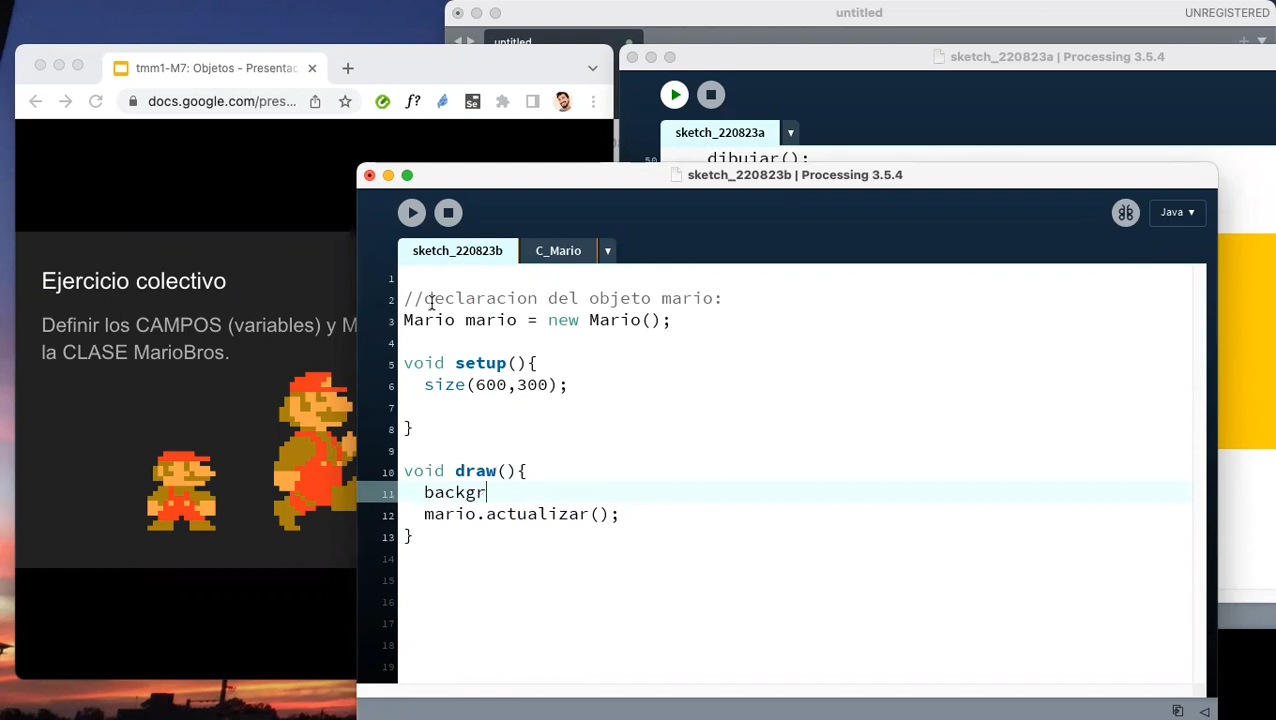 untitled
UNREGISTERED
untitled
sketch_220823a | Processing 3.5.4
tmm1-M7: Objetos - Presentac
docs.google.com/pres...
f?
Se
sketch_220823a
50 dibujar();
sketch_220823b | Processing 3.5.4
Java
sketch_220823b
C_Mario
Ejercicio colectivo
Definir los CAMPOS (variables) y M
la CLASE MarioBros.
1
2 //declaracion del objeto mario:
3 Mario mario = new Mario();
4
5 void setup(){
6 size(600,300);
7
8 }
9
10 void draw(){
11 backgr
12 mario.actualizar();
13 }
14
15
16
17
18
19